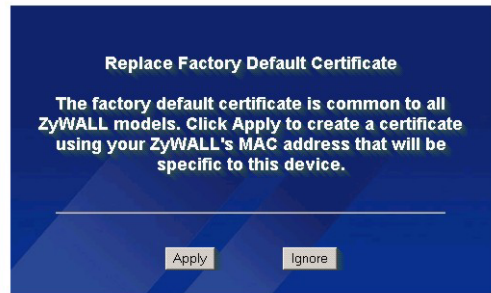 Replace Factory Default Certificate
The factory default certificate is common to all
ZyWALL models. Click Apply to create a certificate
using your ZyWALL's MAC address that will be
specific to this device.
Apply
Ignore